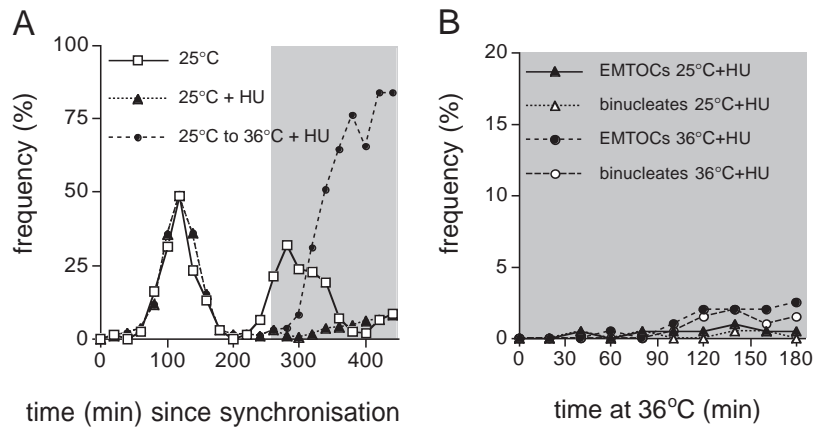 A
frequency (%)
100
75
50
25
0
25°C
25°C + HU
25°C to 36°C + HU
0 100 200 300 400
time (min) since synchronisation
B
frequency (%)
20
15
10
5
0
EMTOCs 25°C+HU
binucleates 25°C+HU
EMTOCs 36°C+HU
binucleates 36°C+HU
0 30 60 90 120 150 180
time at 36°C (min)